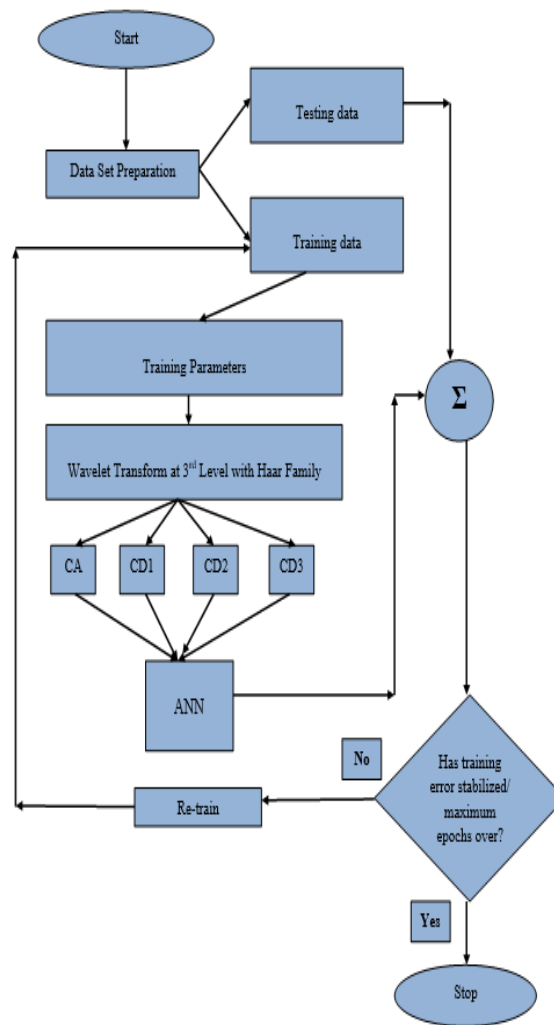 Start
Testing data
Data Set Preparation
Training data
Training Parameters
Σ
Wavelet Transform at 3rd Level with Haar Family
CA
CD1
CD2
CD3
ANN
No
Has training
error stabilized/
maximum
epochs over?
Re-train
Yes
Stop